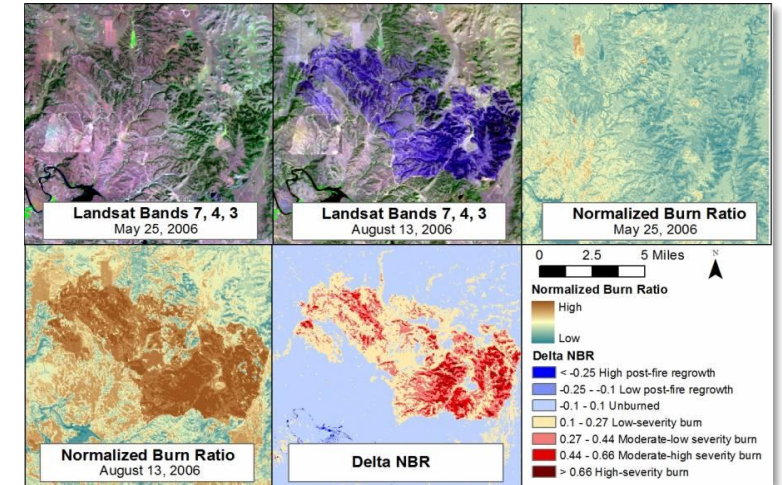 Landsat Bands 7, 4, 3
May 25, 2006
Landsat Bands 7, 4, 3
August 13, 2006
Normalized Burn Ratio
May 25, 2006
Normalized Burn Ratio
August 13, 2006
Delta NBR
0 2.5 5 Miles
N
Normalized Burn Ratio
High
Low
Delta NBR
< -0.25 High post-fire regrowth
-0.25 - -0.1 Low post-fire regrowth
-0.1 - 0.1 Unburned
0.1 - 0.27 Low-severity burn
0.27 - 0.44 Moderate-low severity burn
0.44 - 0.66 Moderate-high severity burn
> 0.66 High-severity burn